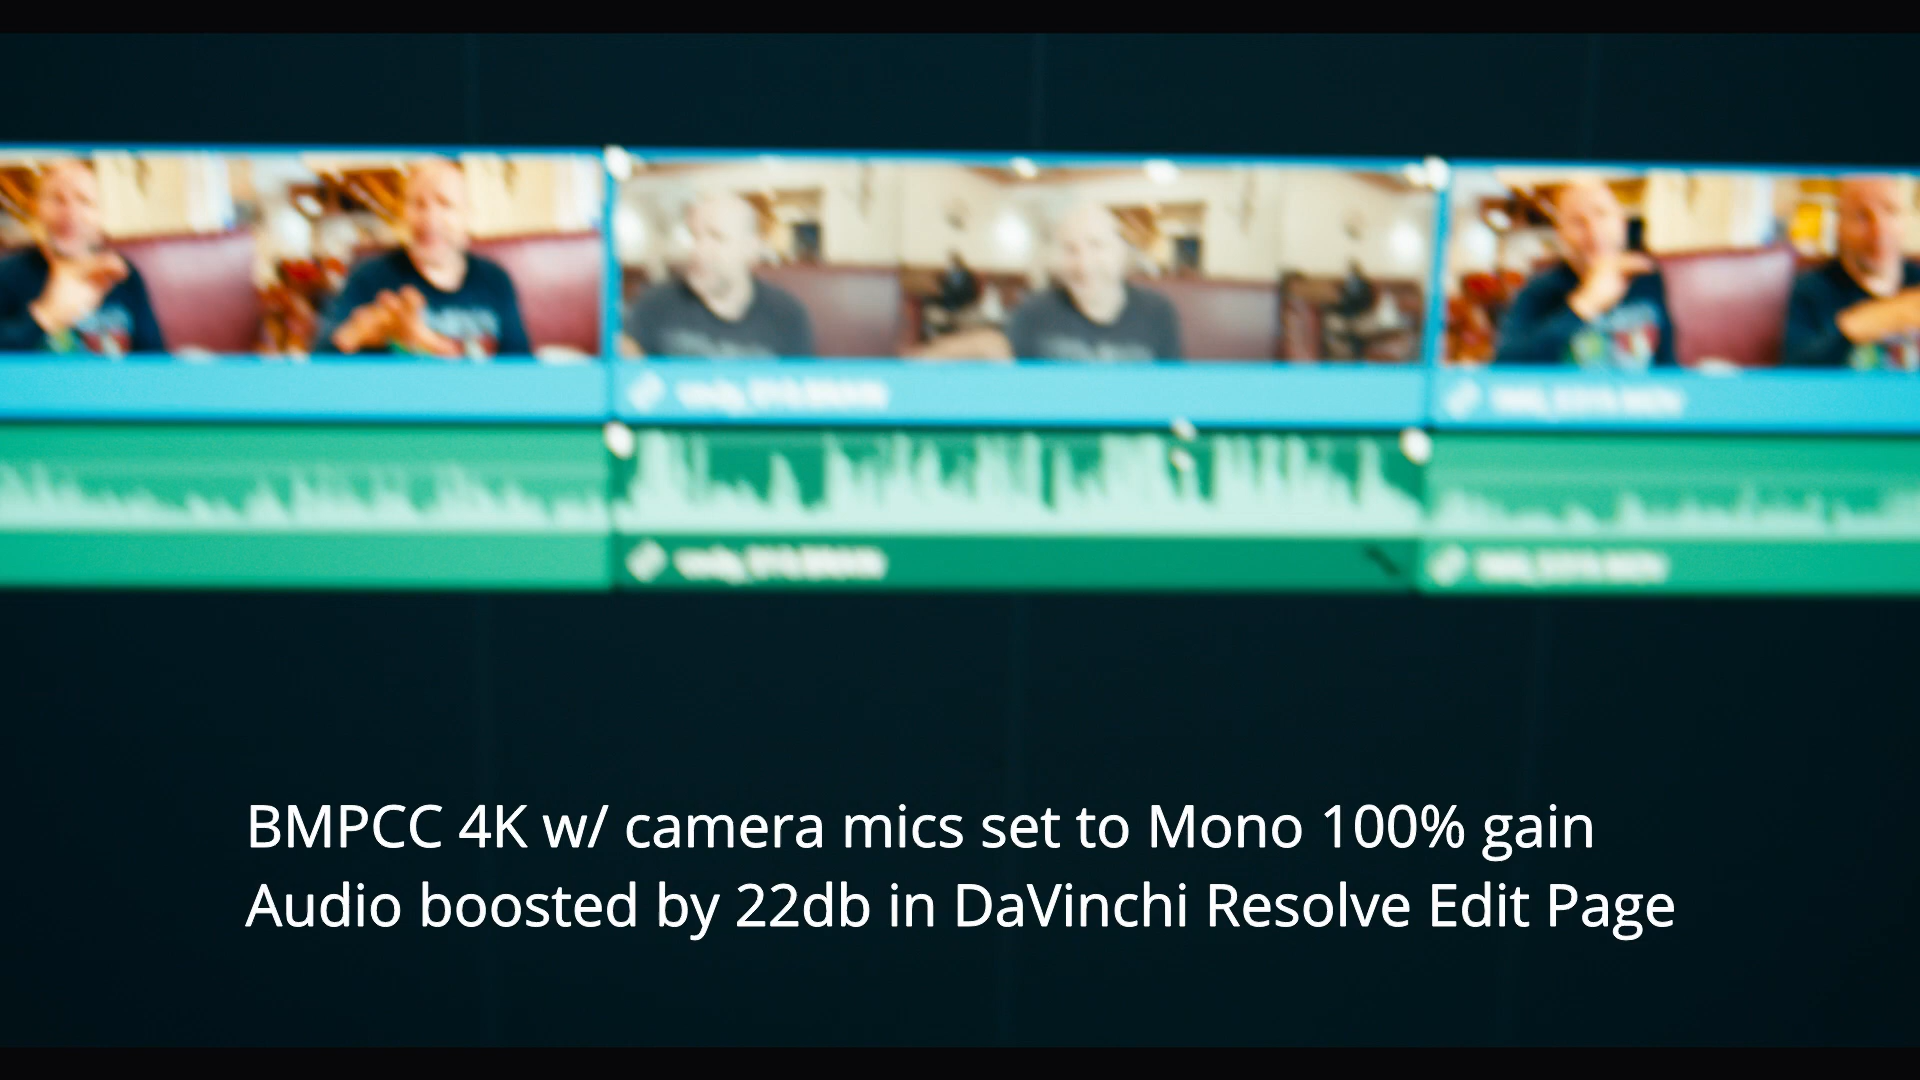 BMPCC 4K w/ camera mics set to Mono 100% gain
Audio boosted by 22db in DaVinchi Resolve Edit Page